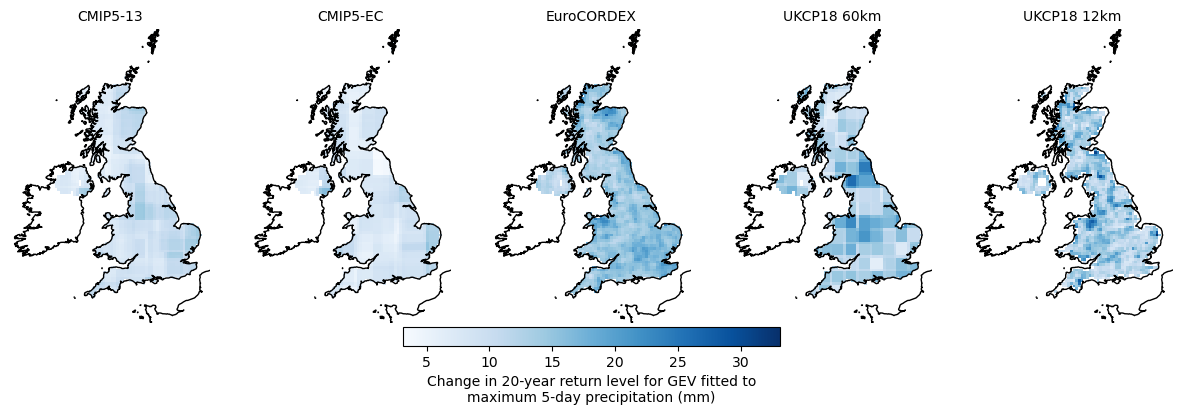 CMIP5-13
CMIP5-EC
EuroCORDEX
UKCP18 60km
UKCP18 12km
5
10
15
20
25
30
Change in 20-year return level for GEV fitted to
maximum 5-day precipitation (mm)